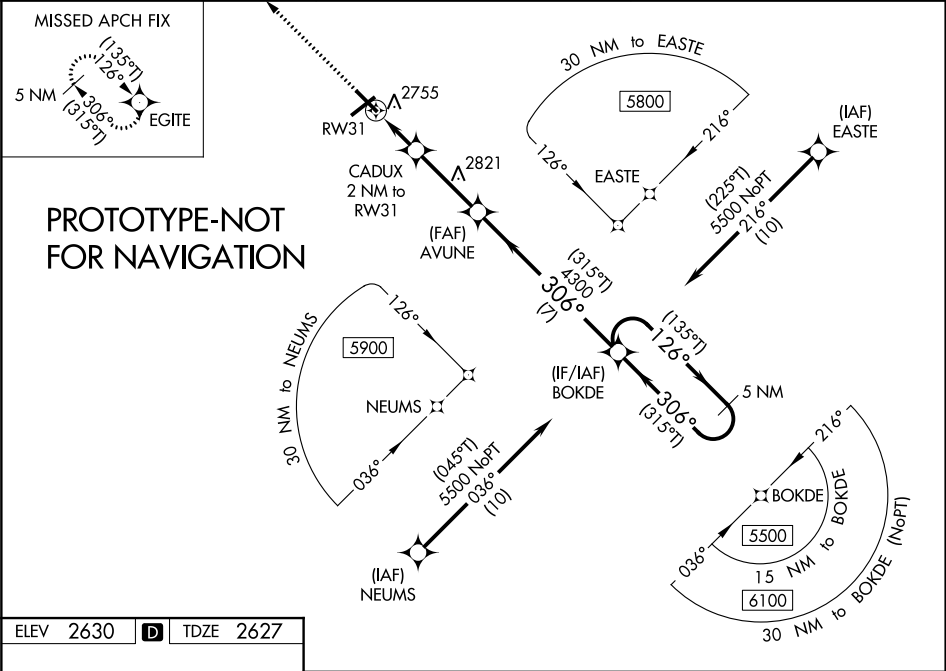 MISSED APCH FIX
(135°T)
126°
5 NM
306°
(315°T)
EGITE
PROTOTYPE-NOT
FOR NAVIGATION
2755
RW31
CADUX
2 NM to
RW31
2821
(FAF)
AVUNE
30 NM to EASTE
5800
126°
216°
EASTE
(IAF)
EASTE
(225°T)
5500 NoPT
216°
(10)
(315°T)
4300
306°
(7)
(IF/IAF)
BOKDE
(135°T)
126°
306°
(315°T)
5 NM
30 NM to NEUMS
5900
126°
NEUMS
036°
(045°T)
5500 NoPT
036°
(10)
(IAF)
NEUMS
216°
BOKDE
036°
5500
15 NM to BOKDE
6100
30 NM to BOKDE (NoPT)
ELEV 2630 D TDZE 2627